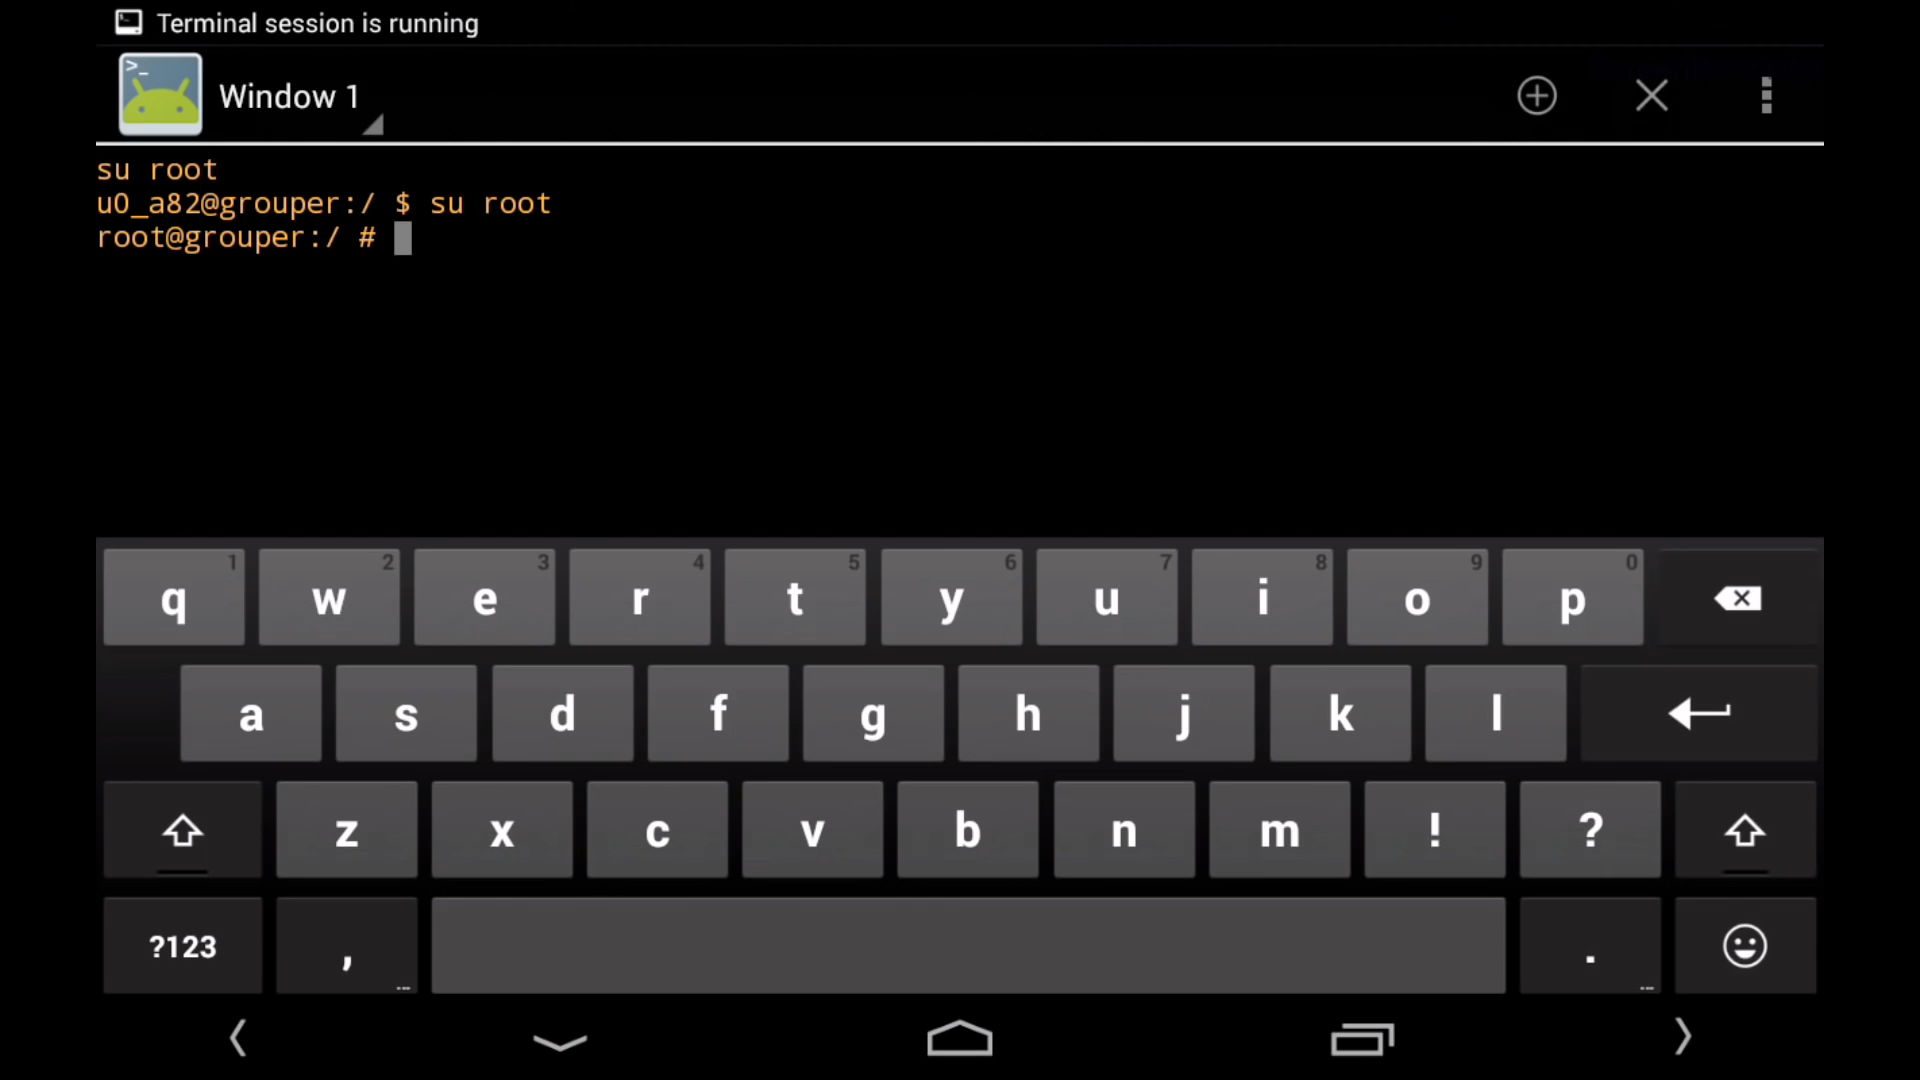 Terminal session is running
>_
Window 1
su root
u0_a82@grouper:/ $ su root
root@grouper:/ #
q 1 w 2 e 3 r 4 t 5 y 6 u 7 i 8 o 9 p 0
a s d f g h j k l
z x c v b n m ! ?
?123 , ... . ...